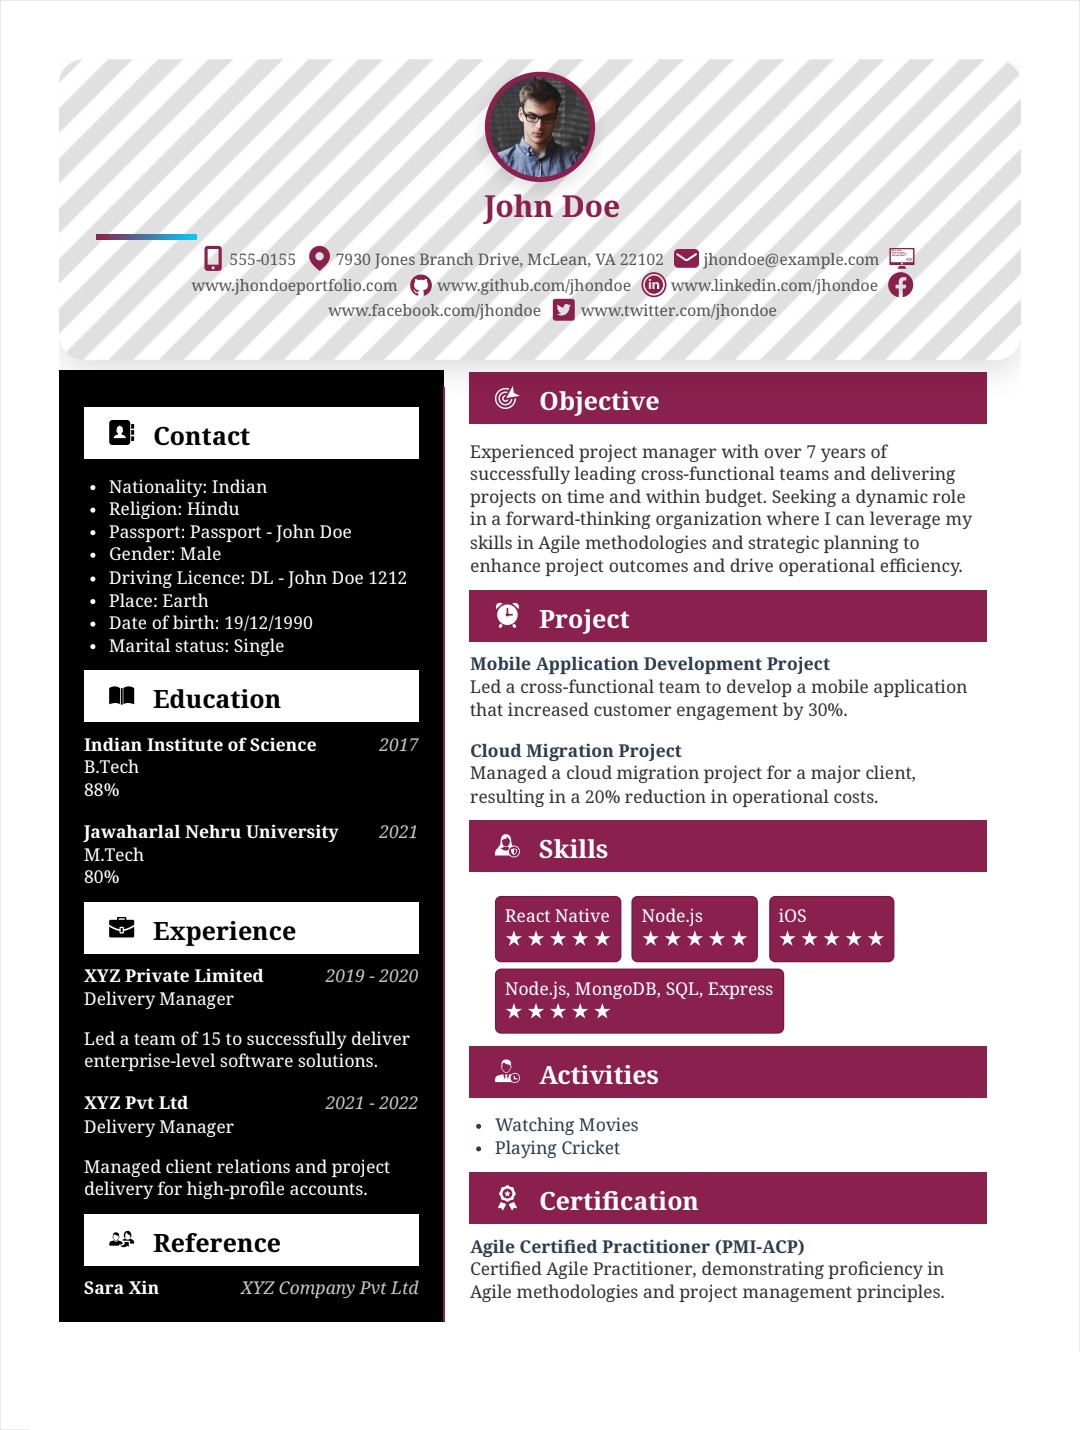 John Doe
555-0155 7930 Jones Branch Drive, McLean, VA 22102 jhondoe@example.com
www.jhondoeportfolio.com www.github.com/jhondoe www.linkedin.com/jhondoe
www.facebook.com/jhondoe www.twitter.com/jhondoe
Contact
• Nationality: Indian
• Religion: Hindu
• Passport: Passport - John Doe
• Gender: Male
• Driving Licence: DL - John Doe 1212
• Place: Earth
• Date of birth: 19/12/1990
• Marital status: Single
Education
Indian Institute of Science 2017
B.Tech
88%
Jawaharlal Nehru University 2021
M.Tech
80%
Experience
XYZ Private Limited 2019 - 2020
Delivery Manager
Led a team of 15 to successfully deliver
enterprise-level software solutions.
XYZ Pvt Ltd 2021 - 2022
Delivery Manager
Managed client relations and project
delivery for high-profile accounts.
Reference
Sara Xin XYZ Company Pvt Ltd
Objective
Experienced project manager with over 7 years of
successfully leading cross-functional teams and delivering
projects on time and within budget. Seeking a dynamic role
in a forward-thinking organization where I can leverage my
skills in Agile methodologies and strategic planning to
enhance project outcomes and drive operational efficiency.
Project
Mobile Application Development Project
Led a cross-functional team to develop a mobile application
that increased customer engagement by 30%.
Cloud Migration Project
Managed a cloud migration project for a major client,
resulting in a 20% reduction in operational costs.
Skills
React Native Node.js iOS
★★★★★ ★★★★★ ★★★★★
Node.js, MongoDB, SQL, Express
★★★★★
Activities
• Watching Movies
• Playing Cricket
Certification
Agile Certified Practitioner (PMI-ACP)
Certified Agile Practitioner, demonstrating proficiency in
Agile methodologies and project management principles.